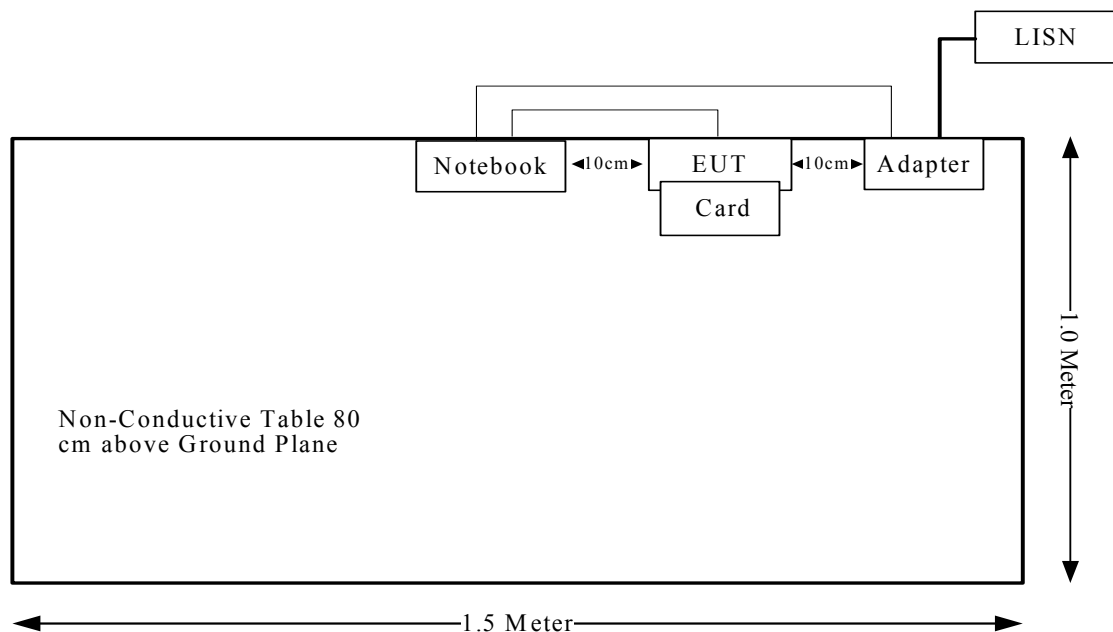 LISN
Notebook
10cm
EUT
10cm
Adapter
Card
1.0 Meter
Non-Conductive Table 80
cm above Ground Plane
1.5 Meter